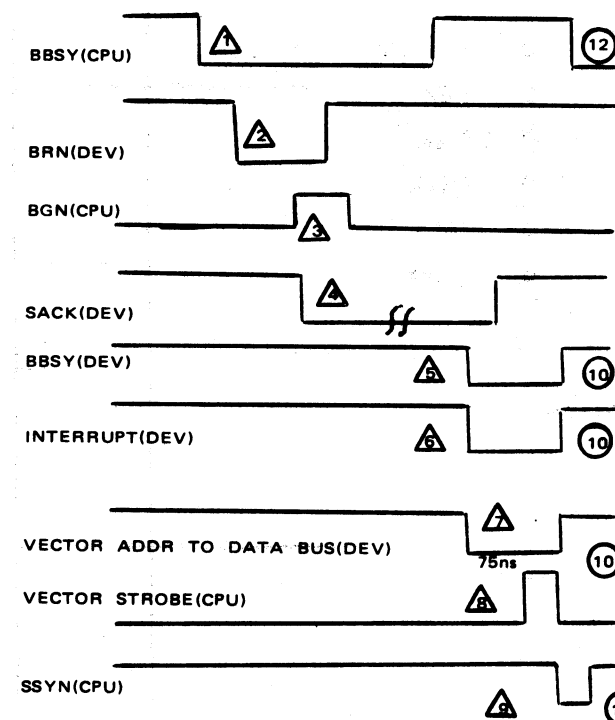 1
12
BBSY(CPU)
2
BRN(DEV)
BGN(CPU)
3
4
SACK(DEV)
BBSY(DEV)
5
10
6
INTERRUPT(DEV)
10
7
VECTOR ADDR TO DATA BUS(DEV)
75ns
10
VECTOR STROBE(CPU)
8
SSYN(CPU)
9